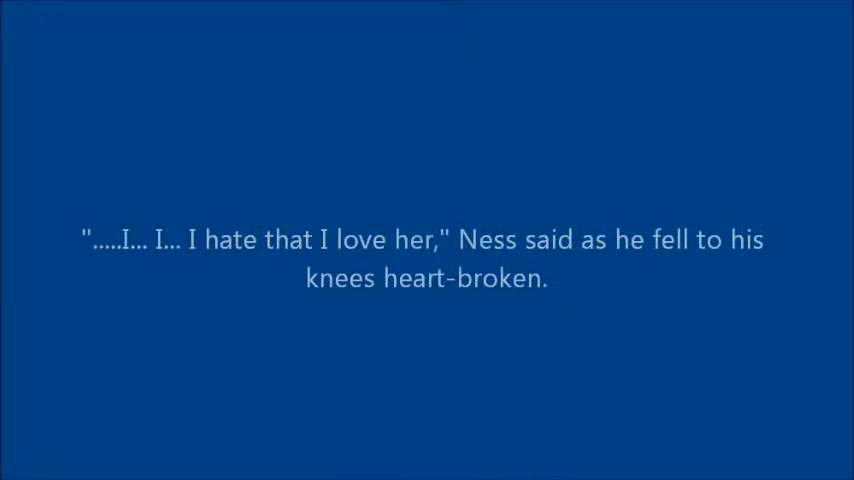 ".....I... I... I hate that I love her," Ness said as he fell to his
knees heart-broken.